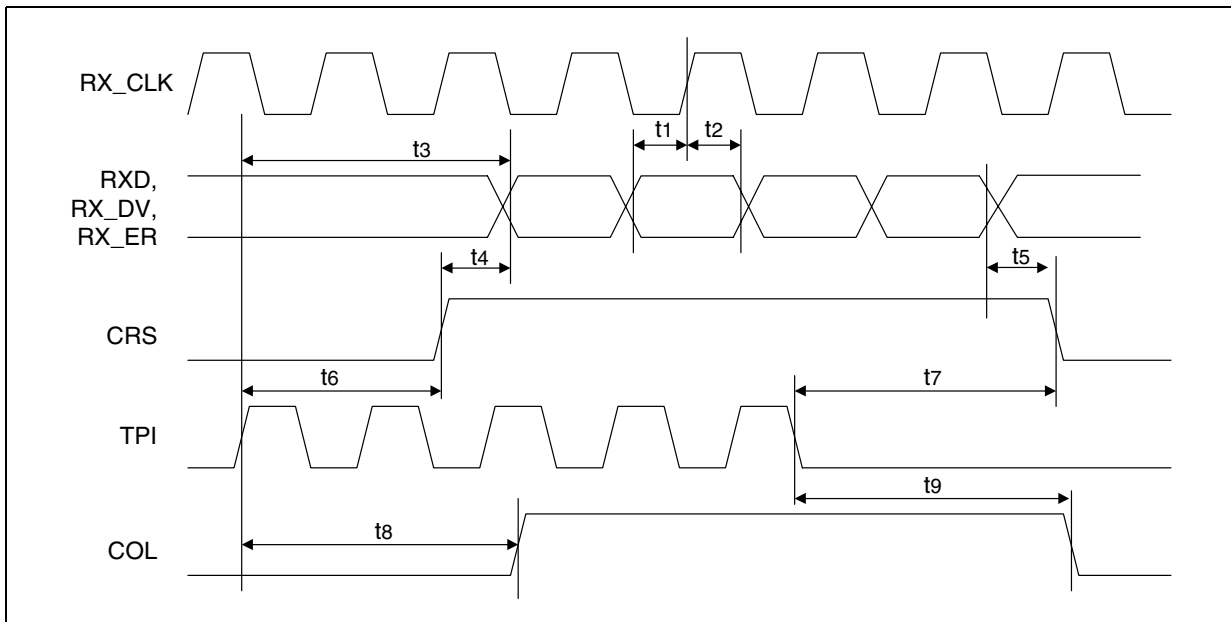 RX_CLK
t1
t2
t3
RXD,
RX_DV,
RX_ER
t4
t5
CRS
t6
t7
TPI
t9
t8
COL